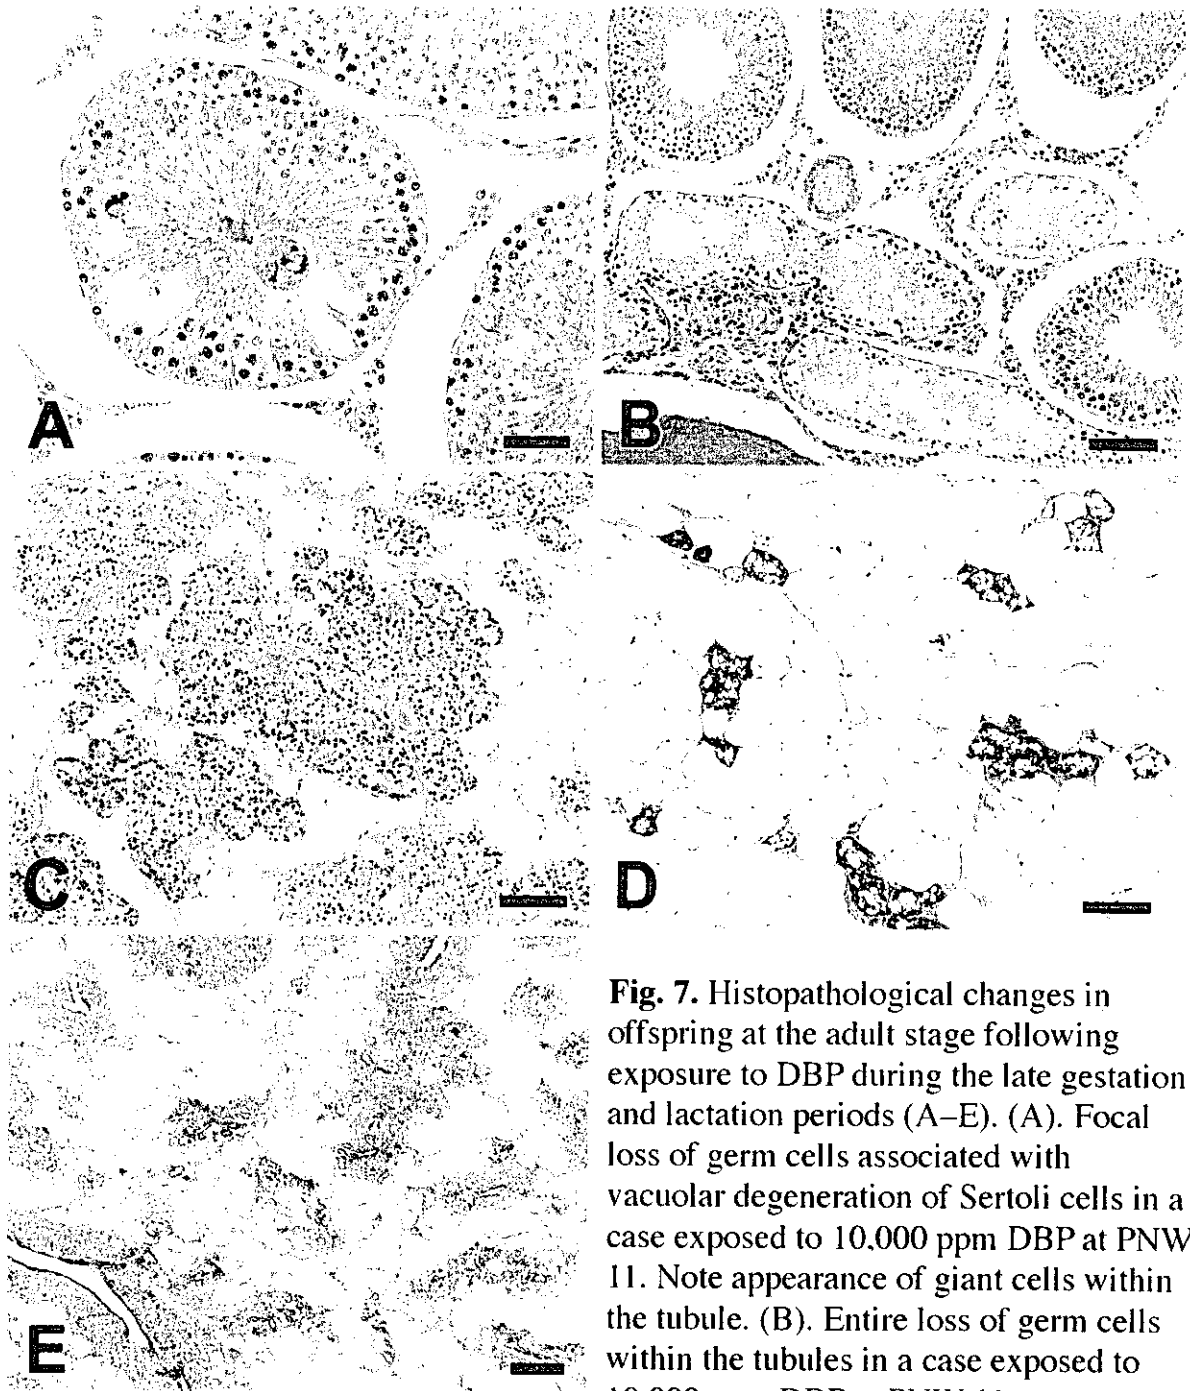 A
B
C
D
E
Fig. 7. Histopathological changes in
offspring at the adult stage following
exposure to DBP during the late gestation
and lactation periods (A–E). (A). Focal
loss of germ cells associated with
vacuolar degeneration of Sertoli cells in a
case exposed to 10,000 ppm DBP at PNW
11. Note appearance of giant cells within
the tubule. (B). Entire loss of germ cells
within the tubules in a case exposed to